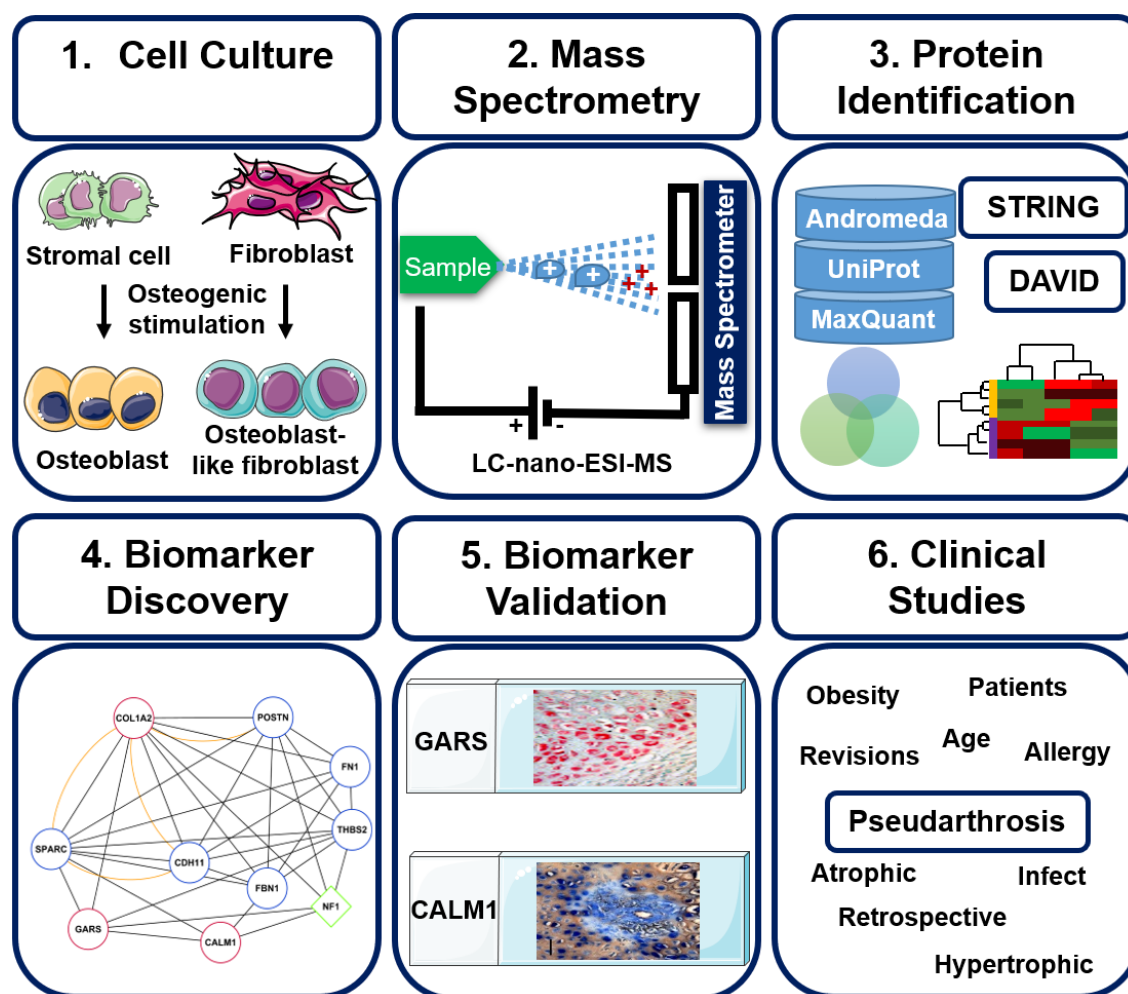 1. Cell Culture
2. Mass
Spectrometry
3. Protein
Identification
Stromal cell
Fibroblast
Osteogenic
stimulation
Osteoblast
Osteoblast-
like fibroblast
Sample
+
+
+
+
+
+
-
Mass Spectrometer
LC-nano-ESI-MS
Andromeda
UniProt
MaxQuant
STRING
DAVID
4. Biomarker
Discovery
5. Biomarker
Validation
6. Clinical
Studies
COL1A2
POSTN
FN1
THBS2
SPARC
CDH11
FBN1
NF1
GARS
CALM1
GARS
CALM1
Obesity
Patients
Revisions
Age
Allergy
Pseudarthrosis
Atrophic
Infect
Retrospective
Hypertrophic